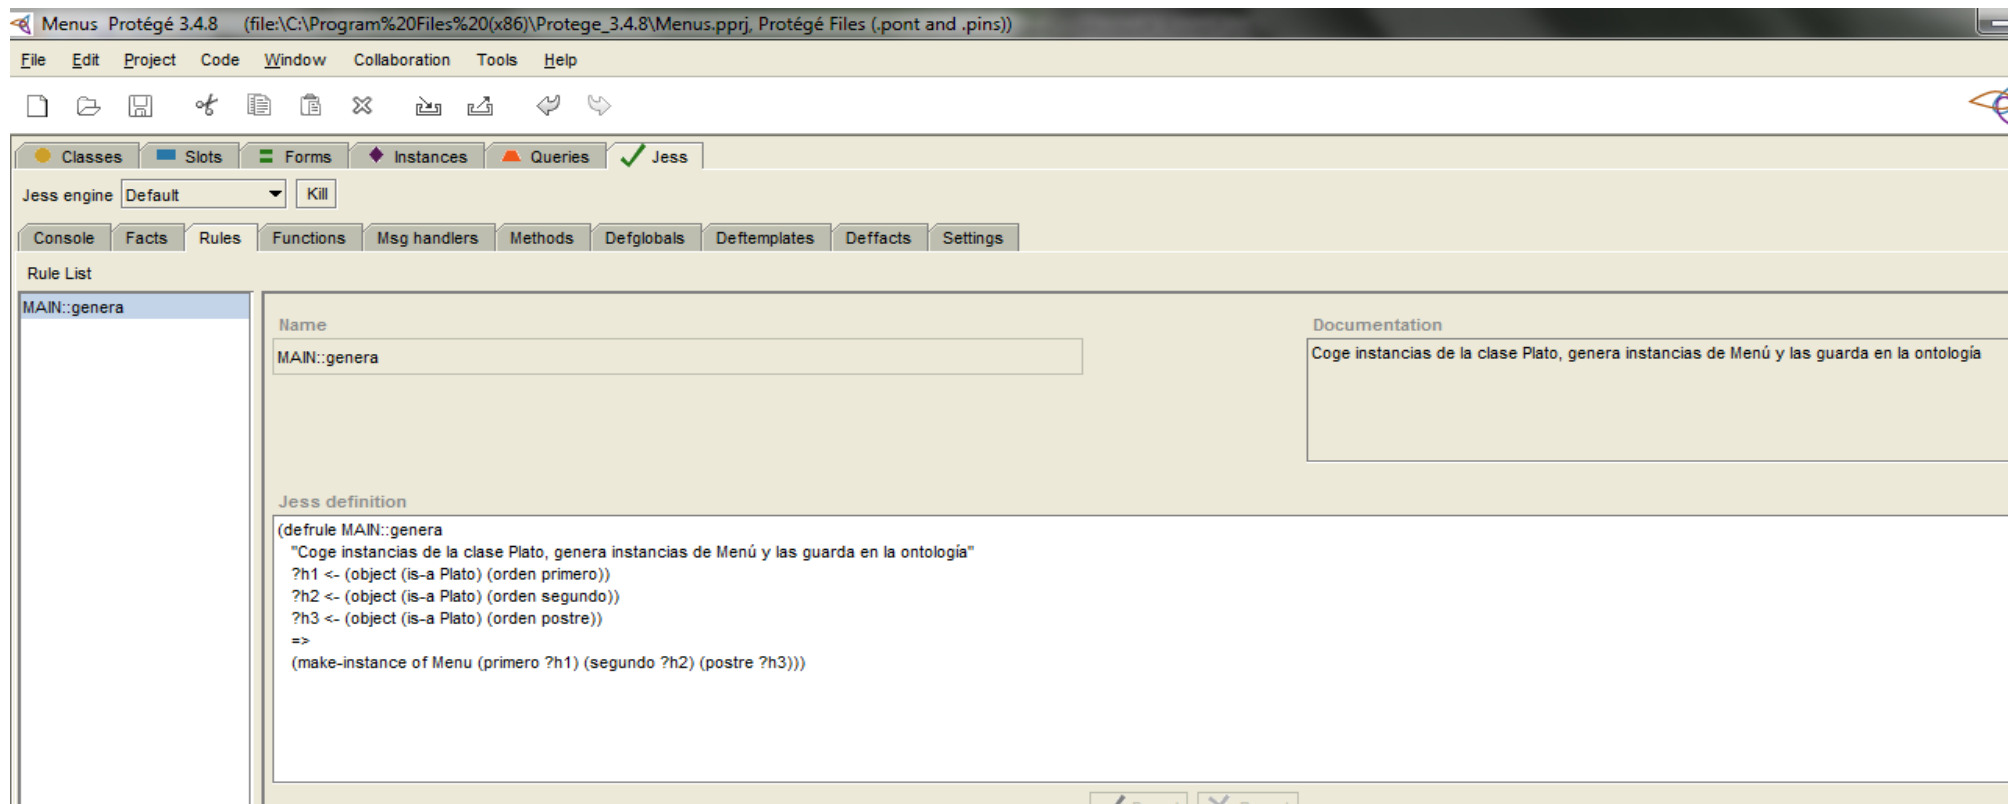 Menus Protégé 3.4.8 (file:\C:\Program%20Files%20(x86)\Protege_3.4.8\Menus.pprj, Protégé Files (.pont and .pins))
File Edit Project Code Window Collaboration Tools Help
Classes Slots Forms Instances Queries Jess
Jess engine Default Kill
Console Facts Rules Functions Msg handlers Methods Defglobals Deftemplates Deffacts Settings
Rule List
MAIN::genera
Name
MAIN::genera
Documentation
Coge instancias de la clase Plato, genera instancias de Menú y las guarda en la ontología
Jess definition
(defrule MAIN::genera
"Coge instancias de la clase Plato, genera instancias de Menú y las guarda en la ontología"
?h1 <- (object (is-a Plato) (orden primero))
?h2 <- (object (is-a Plato) (orden segundo))
?h3 <- (object (is-a Plato) (orden postre))
=>
(make-instance of Menu (primero ?h1) (segundo ?h2) (postre ?h3)))